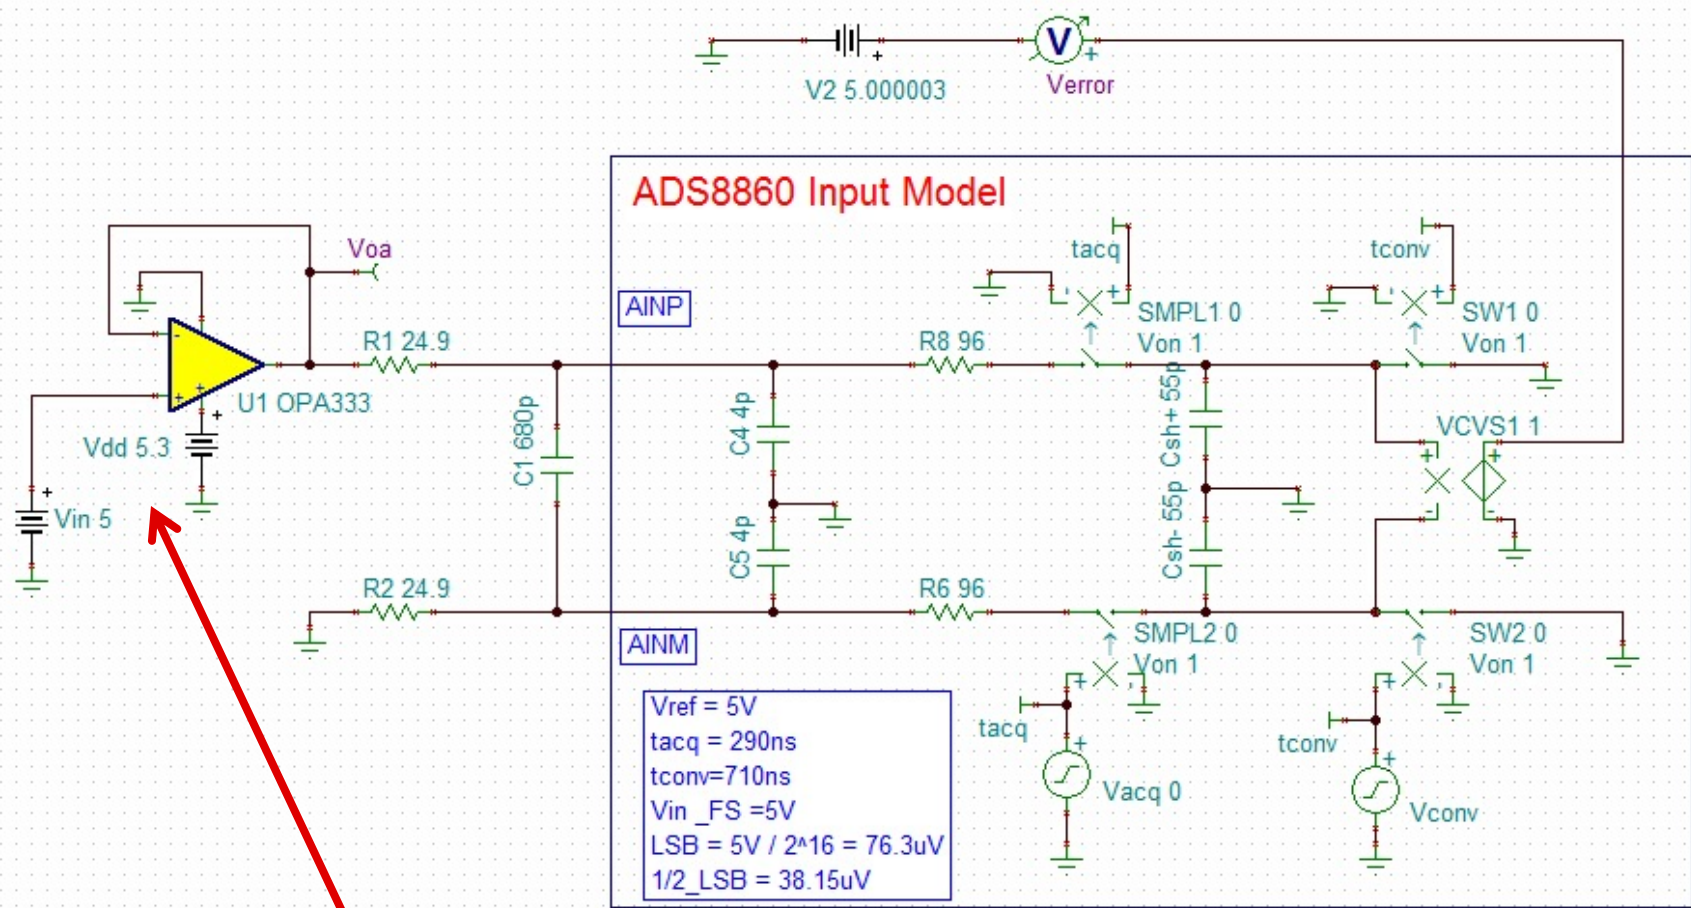 V2 5.000003
Verror
ADS8860 Input Model
Voa
tacq
tconv
AINP
SMPL1 0
Von 1
SW1 0
Von 1
R1 24.9
R8 96
U1 OPA333
Vdd 5.3
Vin 5
C1 680p
C4 4p
C5 4p
Csh+ 55p
Csh- 55p
VCVS1 1
R2 24.9
R6 96
AINM
SMPL2 0
Von 1
SW2 0
Von 1
tacq
tconv
Vacq 0
Vconv
Vref = 5V
tacq = 290ns
tconv=710ns
Vin _FS =5V
LSB = 5V / 2^16 = 76.3uV
1/2_LSB = 38.15uV